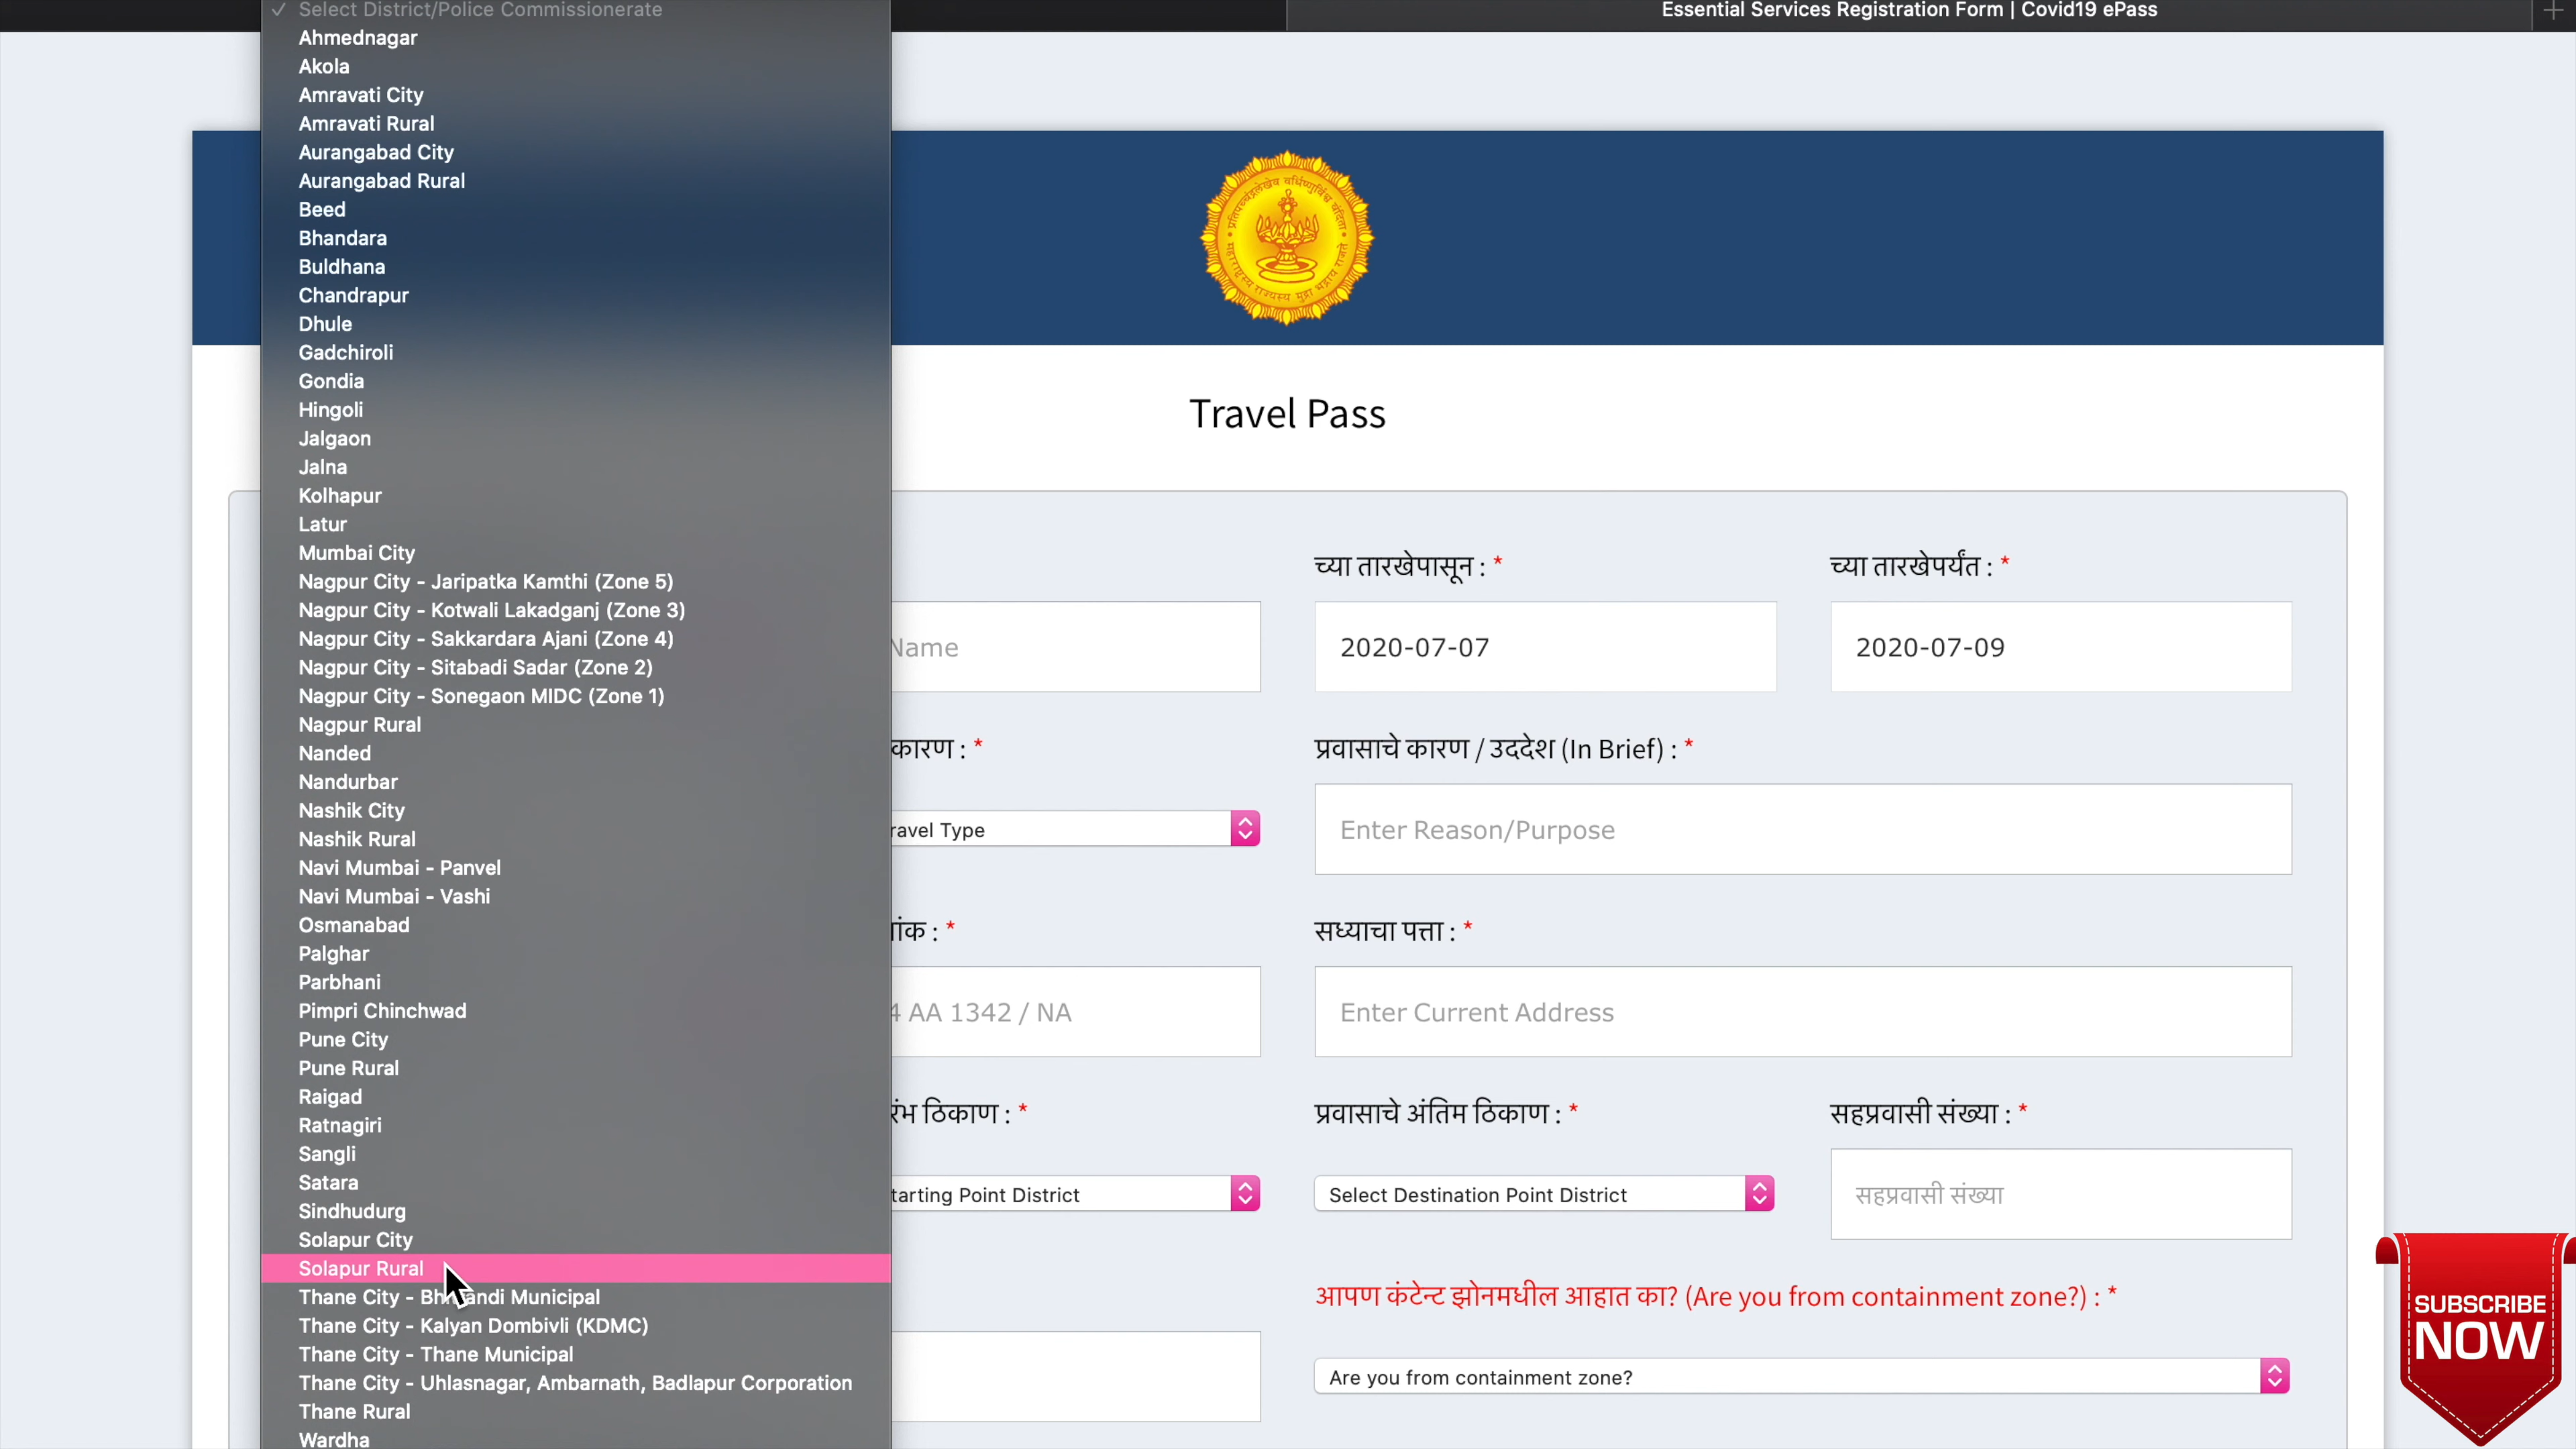 ✓ Select District/Police Commissionerate
Essential Services Registration Form | Covid19 ePass
Ahmednagar
Akola
Amravati City
Amravati Rural
Aurangabad City
Aurangabad Rural
Beed
Bhandara
Buldhana
Chandrapur
Dhule
Gadchiroli
Gondia
Hingoli
Jalgaon
Jalna
Kolhapur
Latur
Mumbai City
Nagpur City - Jaripatka Kamthi (Zone 5)
Nagpur City - Kotwali Lakadganj (Zone 3)
Nagpur City - Sakkardara Ajani (Zone 4)
Nagpur City - Sitabadi Sadar (Zone 2)
Nagpur City - Sonegaon MIDC (Zone 1)
Nagpur Rural
Nanded
Nandurbar
Nashik City
Nashik Rural
Navi Mumbai - Panvel
Navi Mumbai - Vashi
Osmanabad
Palghar
Parbhani
Pimpri Chinchwad
Pune City
Pune Rural
Raigad
Ratnagiri
Sangli
Satara
Sindhudurg
Solapur City
Solapur Rural
Thane City - Municipal
Thane City - Kalyan Dombivli (KDMC)
Thane City - Thane Municipal
Thane City - Uhlasnagar, Ambarnath, Badlapur Corporation
Thane Rural
Wardha
Travel Pass
च्या तारखेपासून : *
च्या तारखेपर्यंत : *
Name
2020-07-07
2020-07-09
कारण : *
प्रवासाचे कारण / उददेश (In Brief) : *
ravel Type
Enter Reason/Purpose
ांक : *
सध्याचा पत्ता : *
4 AA 1342 / NA
Enter Current Address
रंभ ठिकाण : *
प्रवासाचे अंतिम ठिकाण : *
सहप्रवासी संख्या : *
tarting Point District
Select Destination Point District
सहप्रवासी संख्या
आपण कंटेन्ट झोनमधील आहात का? (Are you from containment zone?) : *
Are you from containment zone?
SUBSCRIBE
NOW